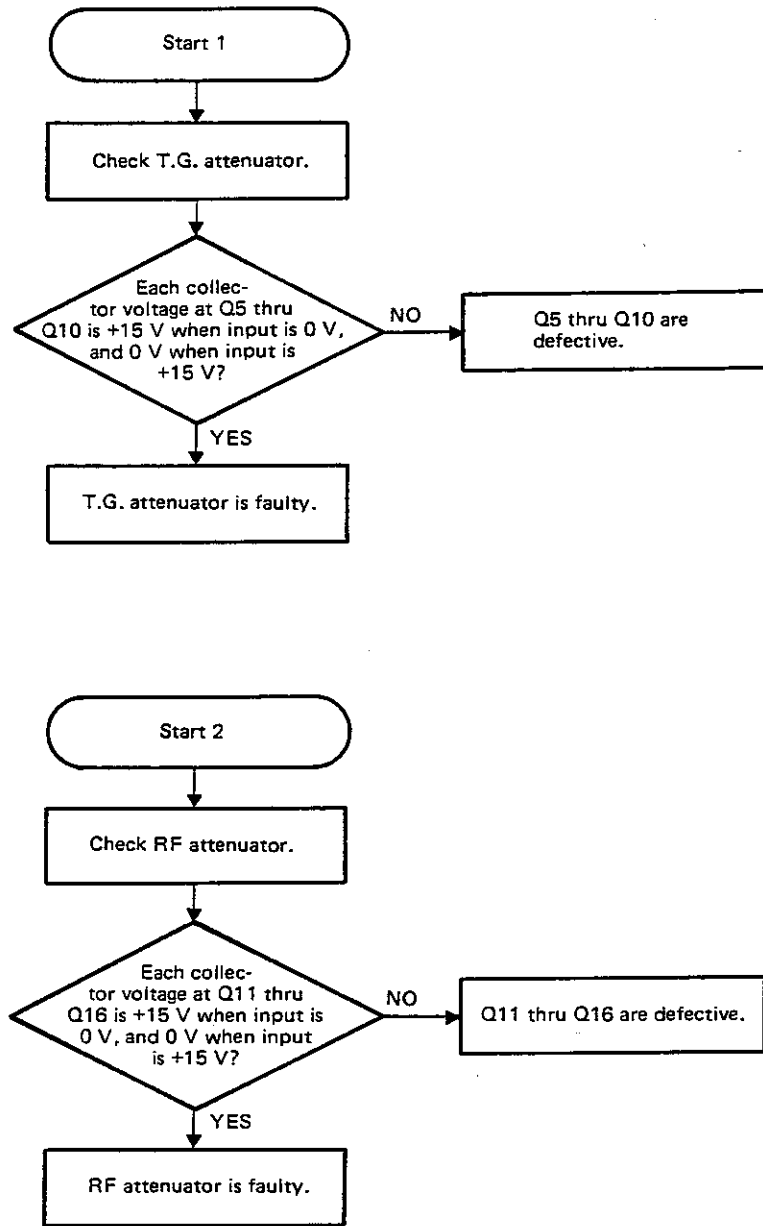 Start 1
Check T.G. attenuator.
Each collec-
tor voltage at Q5 thru
Q10 is +15 V when input is 0 V,
and 0 V when input is
+15 V?
NO
Q5 thru Q10 are
defective.
YES
T.G. attenuator is faulty.
Start 2
Check RF attenuator.
Each collec-
tor voltage at Q11 thru
Q16 is +15 V when input is
0 V, and 0 V when input
is +15 V?
NO
Q11 thru Q16 are defective.
YES
RF attenuator is faulty.